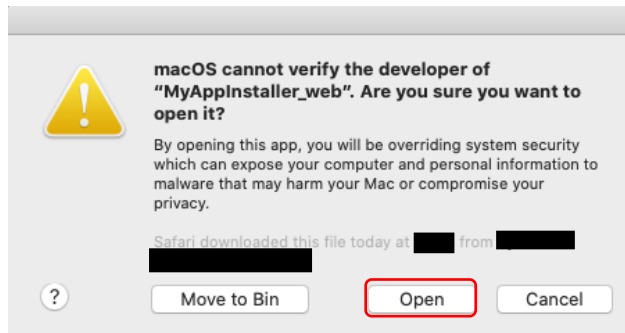 macOS cannot verify the developer of
“MyAppInstaller_web”. Are you sure you want to
open it?
By opening this app, you will be overriding system security
which can expose your computer and personal information to
malware that may harm your Mac or compromise your
privacy.
Safari downloaded this file today at from
?
Move to Bin
Open
Cancel